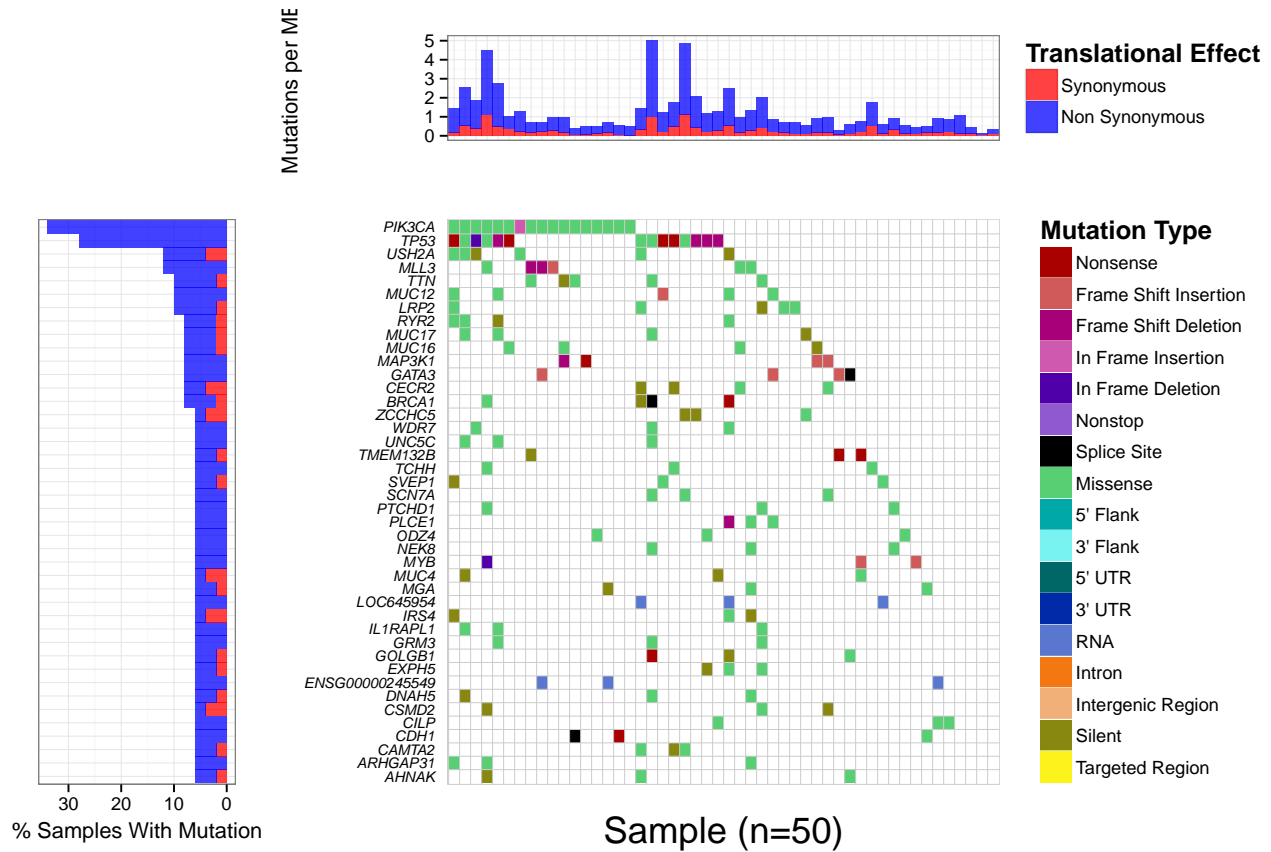 Mutations per ME
5
4
3
2
1
0
Translational Effect
Synonymous
Non Synonymous
PIK3CA
TP53
USH2A
MLL3
TTN
MUC12
LRP2
RYR2
MUC17
MUC16
MAP3K1
GATA3
CECR2
BRCA1
ZCCHC5
WDR7
UNC5C
TMEM132B
TCHH
SVEP1
SCN7A
PTCHD1
PLCE1
ODZ4
NEK8
MYB
MUC4
MGA
LOC645954
IRS4
IL1RAPL1
GRM3
GOLGB1
EXPH5
ENSG00000245549
DNAH5
CSMD2
CILP
CDH1
CAMTA2
ARHGAP31
AHNAK
30 20 10 0
% Samples With Mutation
Sample (n=50)
Mutation Type
Nonsense
Frame Shift Insertion
Frame Shift Deletion
In Frame Insertion
In Frame Deletion
Nonstop
Splice Site
Missense
5' Flank
3' Flank
5' UTR
3' UTR
RNA
Intron
Intergenic Region
Silent
Targeted Region